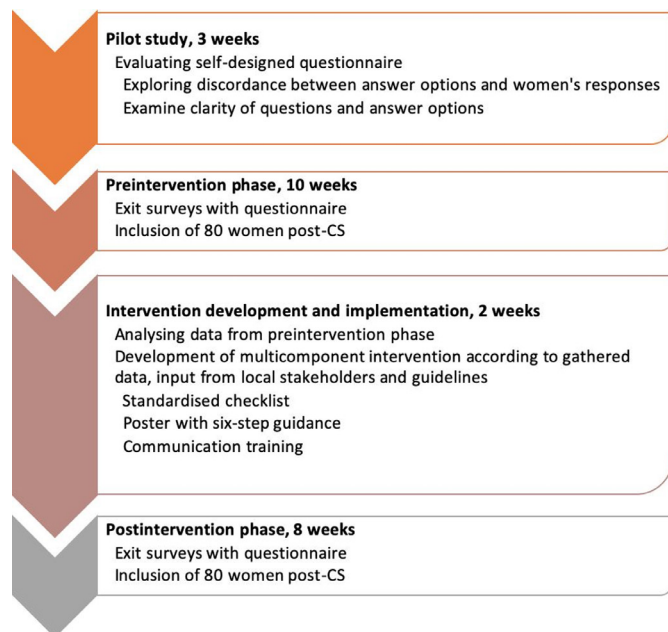 Pilot study, 3 weeks
Evaluating self-designed questionnaire
Exploring discordance between answer options and women's responses
Examine clarity of questions and answer options
Preintervention phase, 10 weeks
Exit surveys with questionnaire
Inclusion of 80 women post-CS
Intervention development and implementation, 2 weeks
Analysing data from preintervention phase
Development of multicomponent intervention according to gathered
data, input from local stakeholders and guidelines
Standardised checklist
Poster with six-step guidance
Communication training
Postintervention phase, 8 weeks
Exit surveys with questionnaire
Inclusion of 80 women post-CS